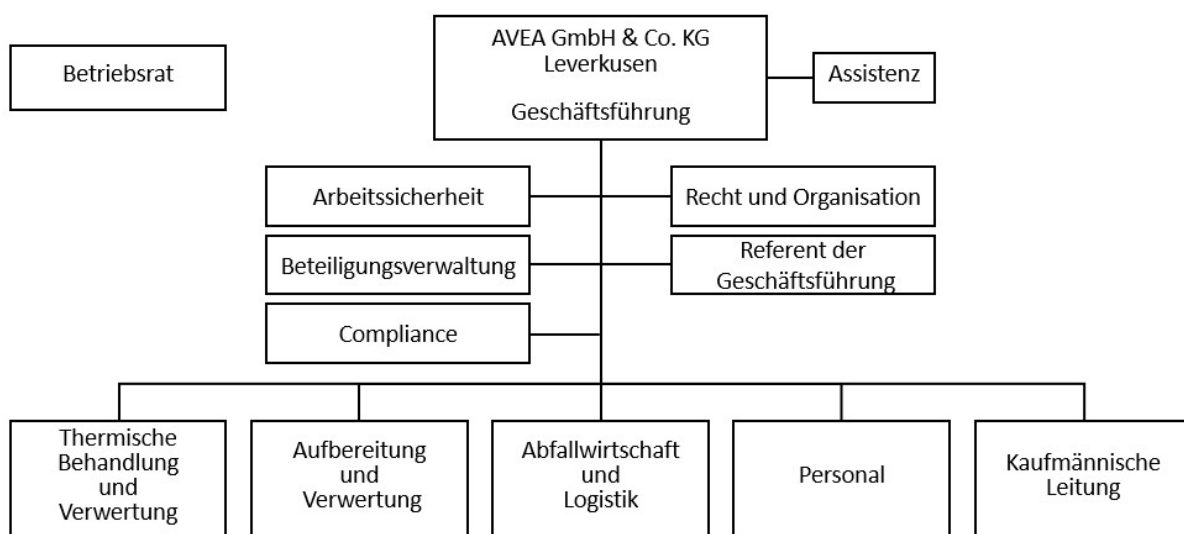 AVEA GmbH & Co. KG
Leverkusen
Geschäftsführung
Betriebsrat
Assistenz
Arbeitssicherheit
Recht und Organisation
Beteiligungsverwaltung
Referent der
Geschäftsführung
Compliance
Thermische
Behandlung
und
Verwertung
Aufbereitung
und
Verwertung
Abfallwirtschaft
und
Logistik
Personal
Kaufmännische
Leitung